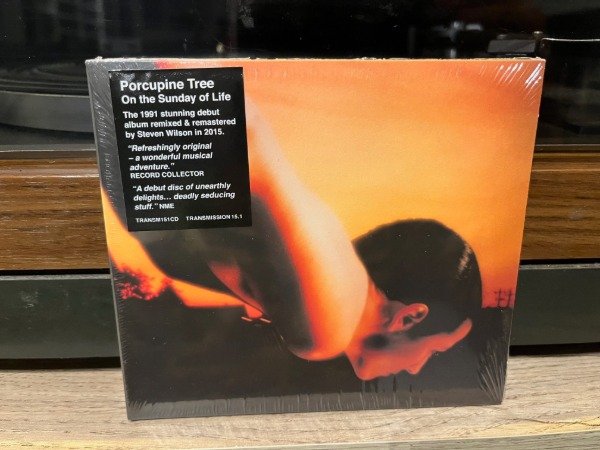 Porcupine Tree
On the Sunday of Life
The 1991 stunning debut
album remixed & remastered
by Steven Wilson in 2015.
“Refreshingly original
– a wonderful musical
adventure.”
RECORD COLLECTOR
“A debut disc of unearthly
delights... deadly seducing
stuff.” NME
TRANSM151CD TRANSMISSION 15.1